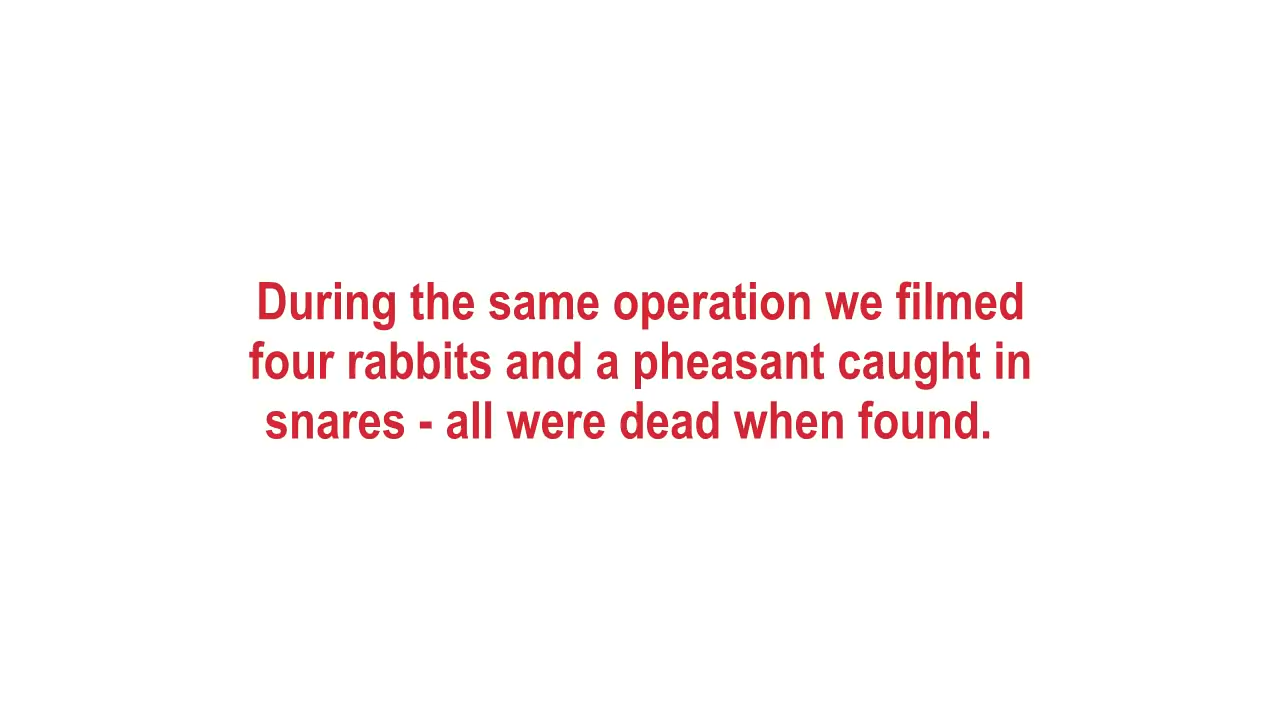 During the same operation we filmed
four rabbits and a pheasant caught in
snares - all were dead when found.